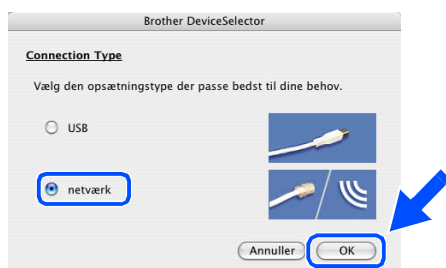 Brother DeviceSelector
Connection Type
Vælg den opsætningstype der passe bedst til dine behov.
USB
netværk
Annuller OK